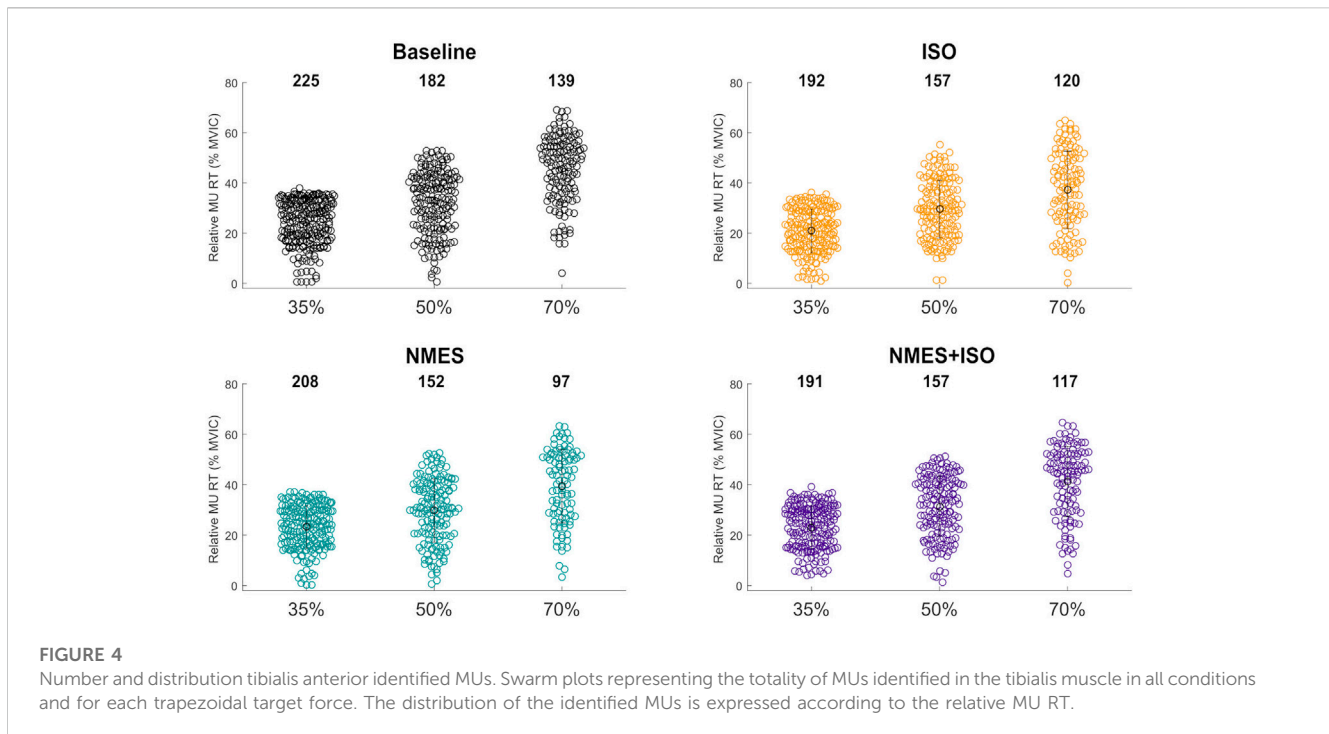 Baseline
225 182 139
80
60
40
20
0
Relative MU RT (% MVIC)
35% 50% 70%
ISO
192 157 120
80
60
40
20
0
Relative MU RT (% MVIC)
35% 50% 70%
NMES
208 152 97
80
60
40
20
0
Relative MU RT (% MVIC)
35% 50% 70%
NMES+ISO
191 157 117
80
60
40
20
0
Relative MU RT (% MVIC)
35% 50% 70%
FIGURE 4
Number and distribution tibialis anterior identified MUs. Swarm plots representing the totality of MUs identified in the tibialis muscle in all conditions
and for each trapezoidal target force. The distribution of the identified MUs is expressed according to the relative MU RT.